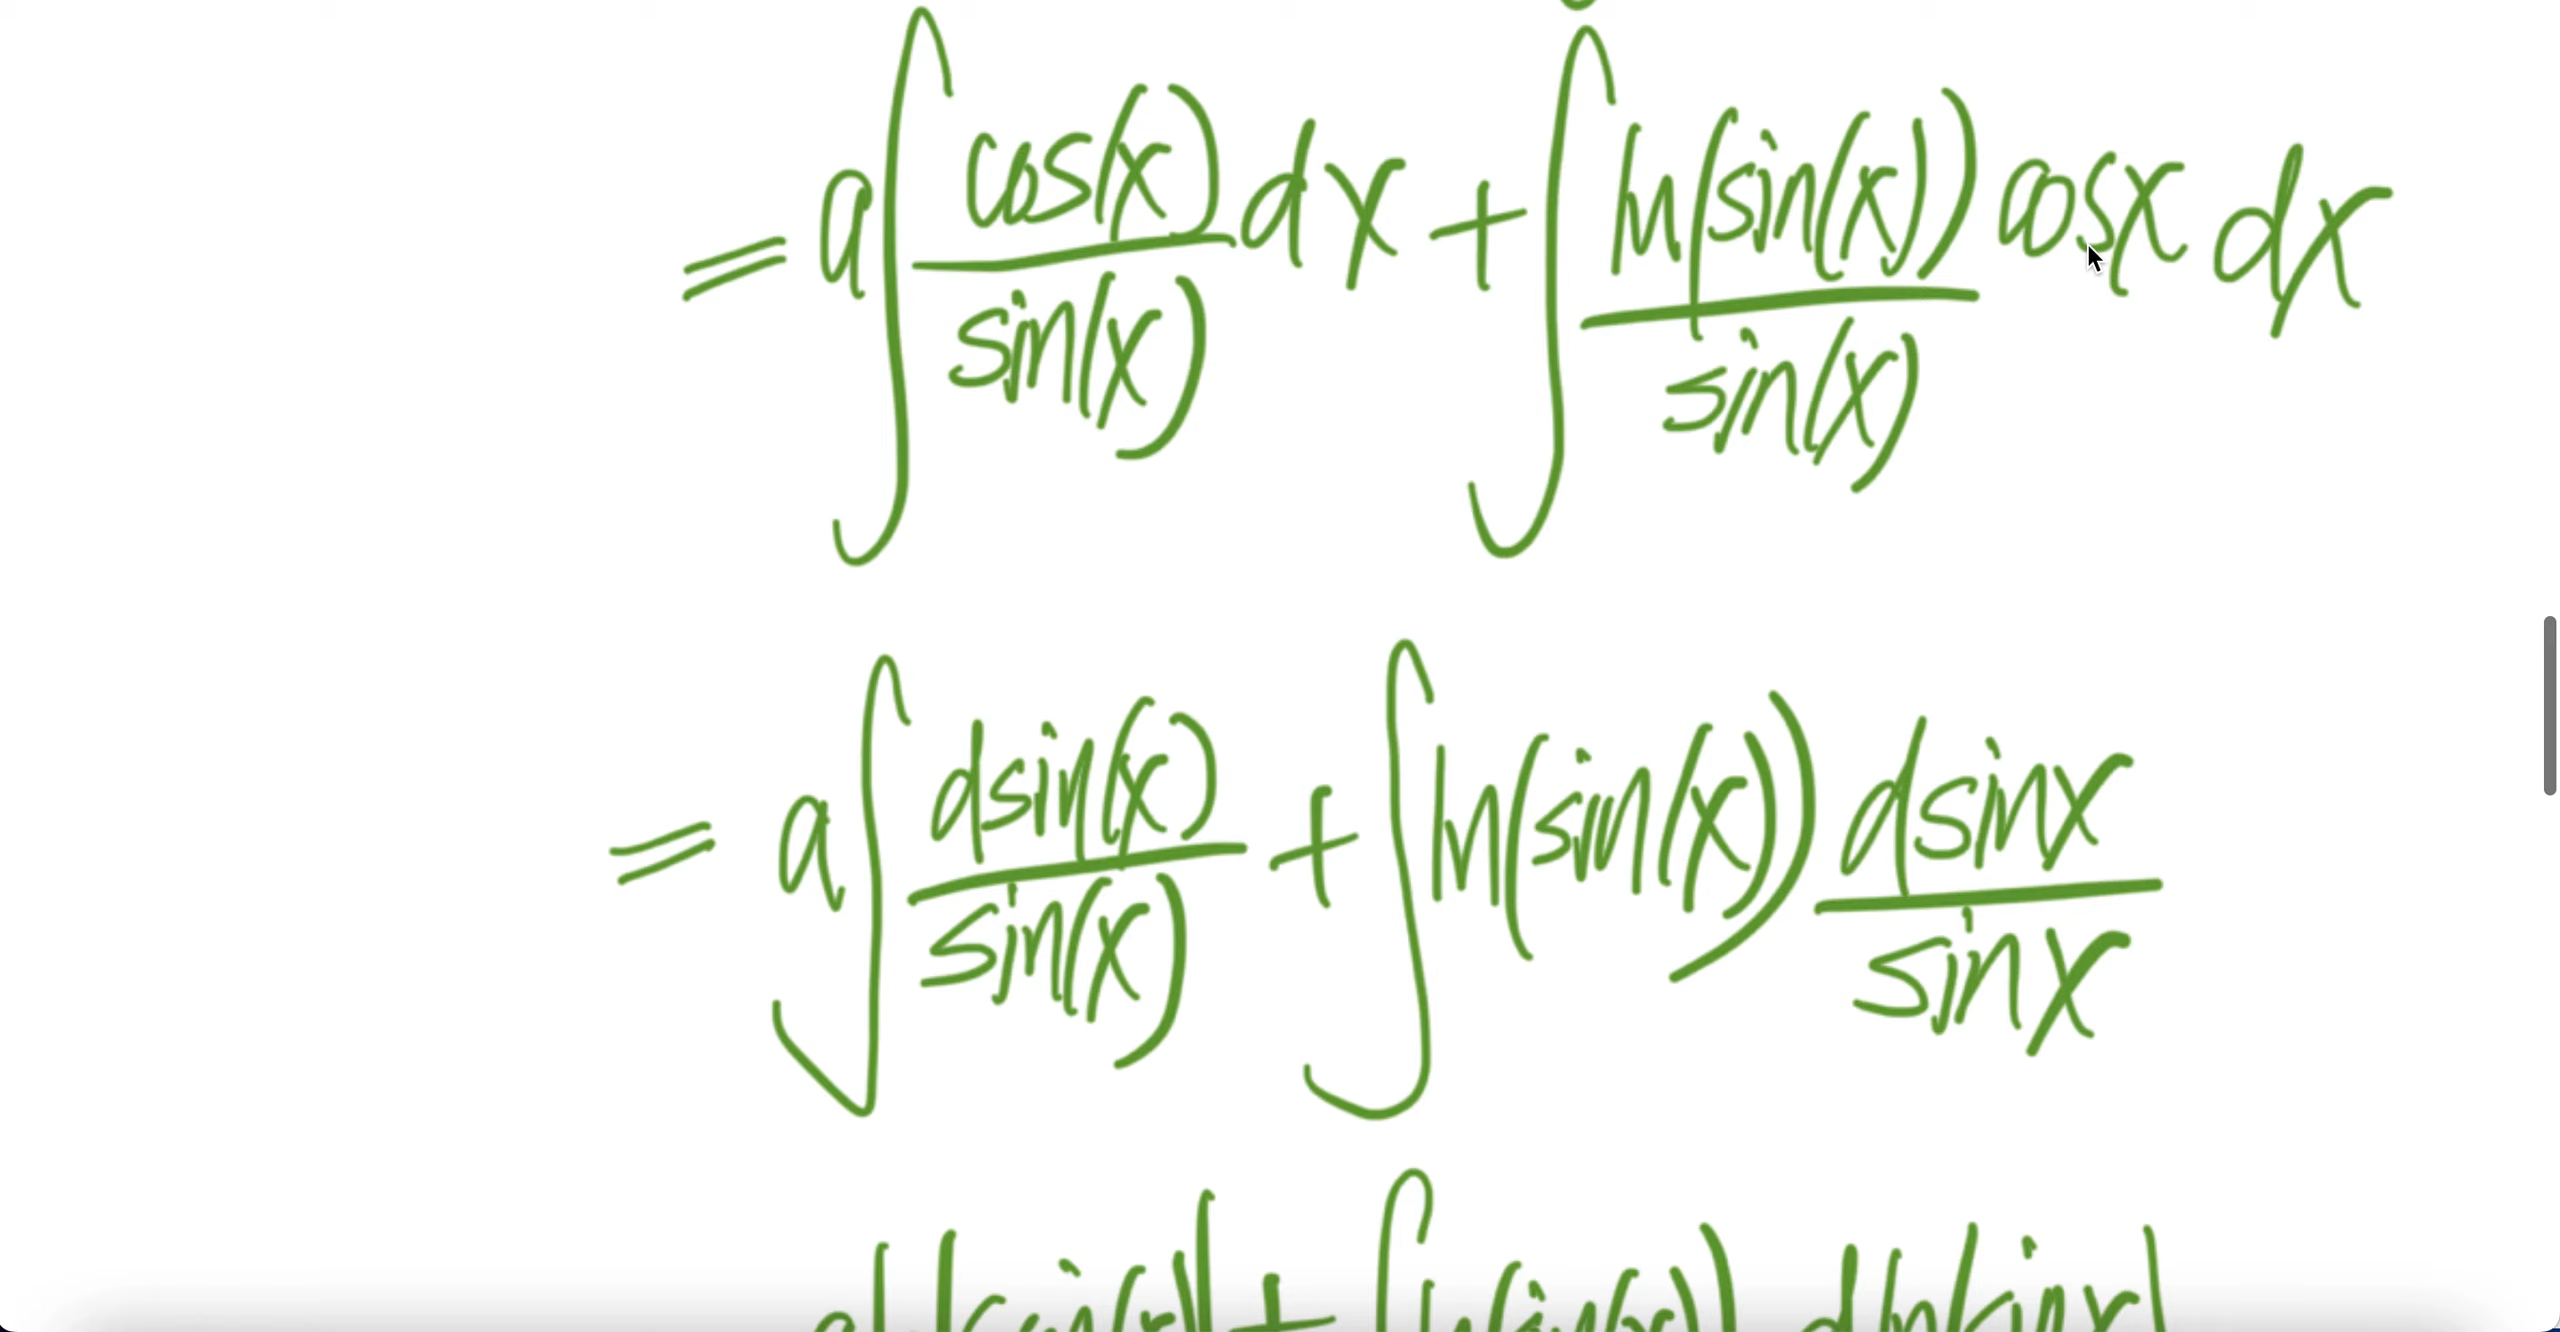 = a∫ cos(x)/sin(x) dx + ∫ ln(sin(x))/sin(x) cosx dx
= a∫ dsin(x)/sin(x) + ∫ ln(sin(x)) dsinx/sinx